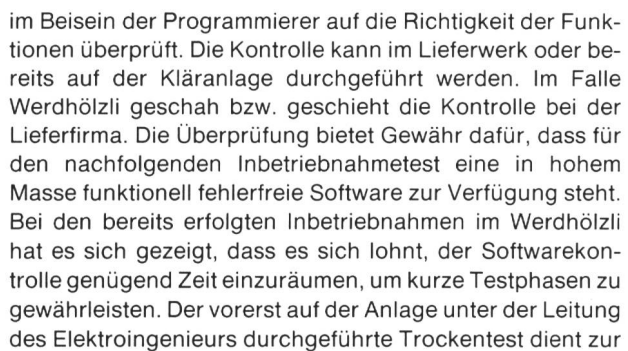 im Beisein der Programmierer auf die Richtigkeit der Funk-
tionen überprüft. Die Kontrolle kann im Lieferwerk oder be-
reits auf der Kläranlage durchgeführt werden. Im Falle
Werdhölzli geschah bzw. geschieht die Kontrolle bei der
Lieferfirma. Die Überprüfung bietet Gewähr dafür, dass für
den nachfolgenden Inbetriebnahmetest eine in hohem
Masse funktionell fehlerfreie Software zur Verfügung steht.
Bei den bereits erfolgten Inbetriebnahmen im Werdhölzli
hat es sich gezeigt, dass es sich lohnt, der Softwarekon-
trolle genügend Zeit einzuräumen, um kurze Testphasen zu
gewährleisten. Der vorerst auf der Anlage unter der Leitung
des Elektroingenieurs durchgeführte Trockentest dient zur